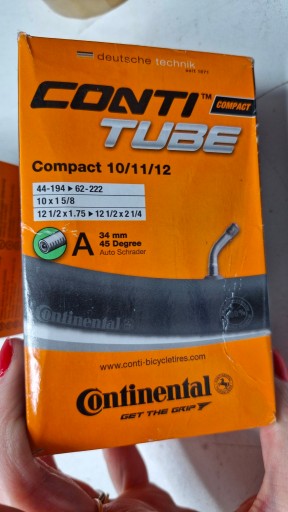 deutsche technik
seit 1871
CONTI™ COMPACT
TUBE
Compact 10/11/12
44-194 ▸ 62-222
10 x 1 5/8
12 1/2 x 1.75 ▸ 12 1/2 x 2 1/4
A
34 mm
45 Degree
Auto Schrader
Continental
www.conti-bicycletires.com
Continental
GET THE GRIP